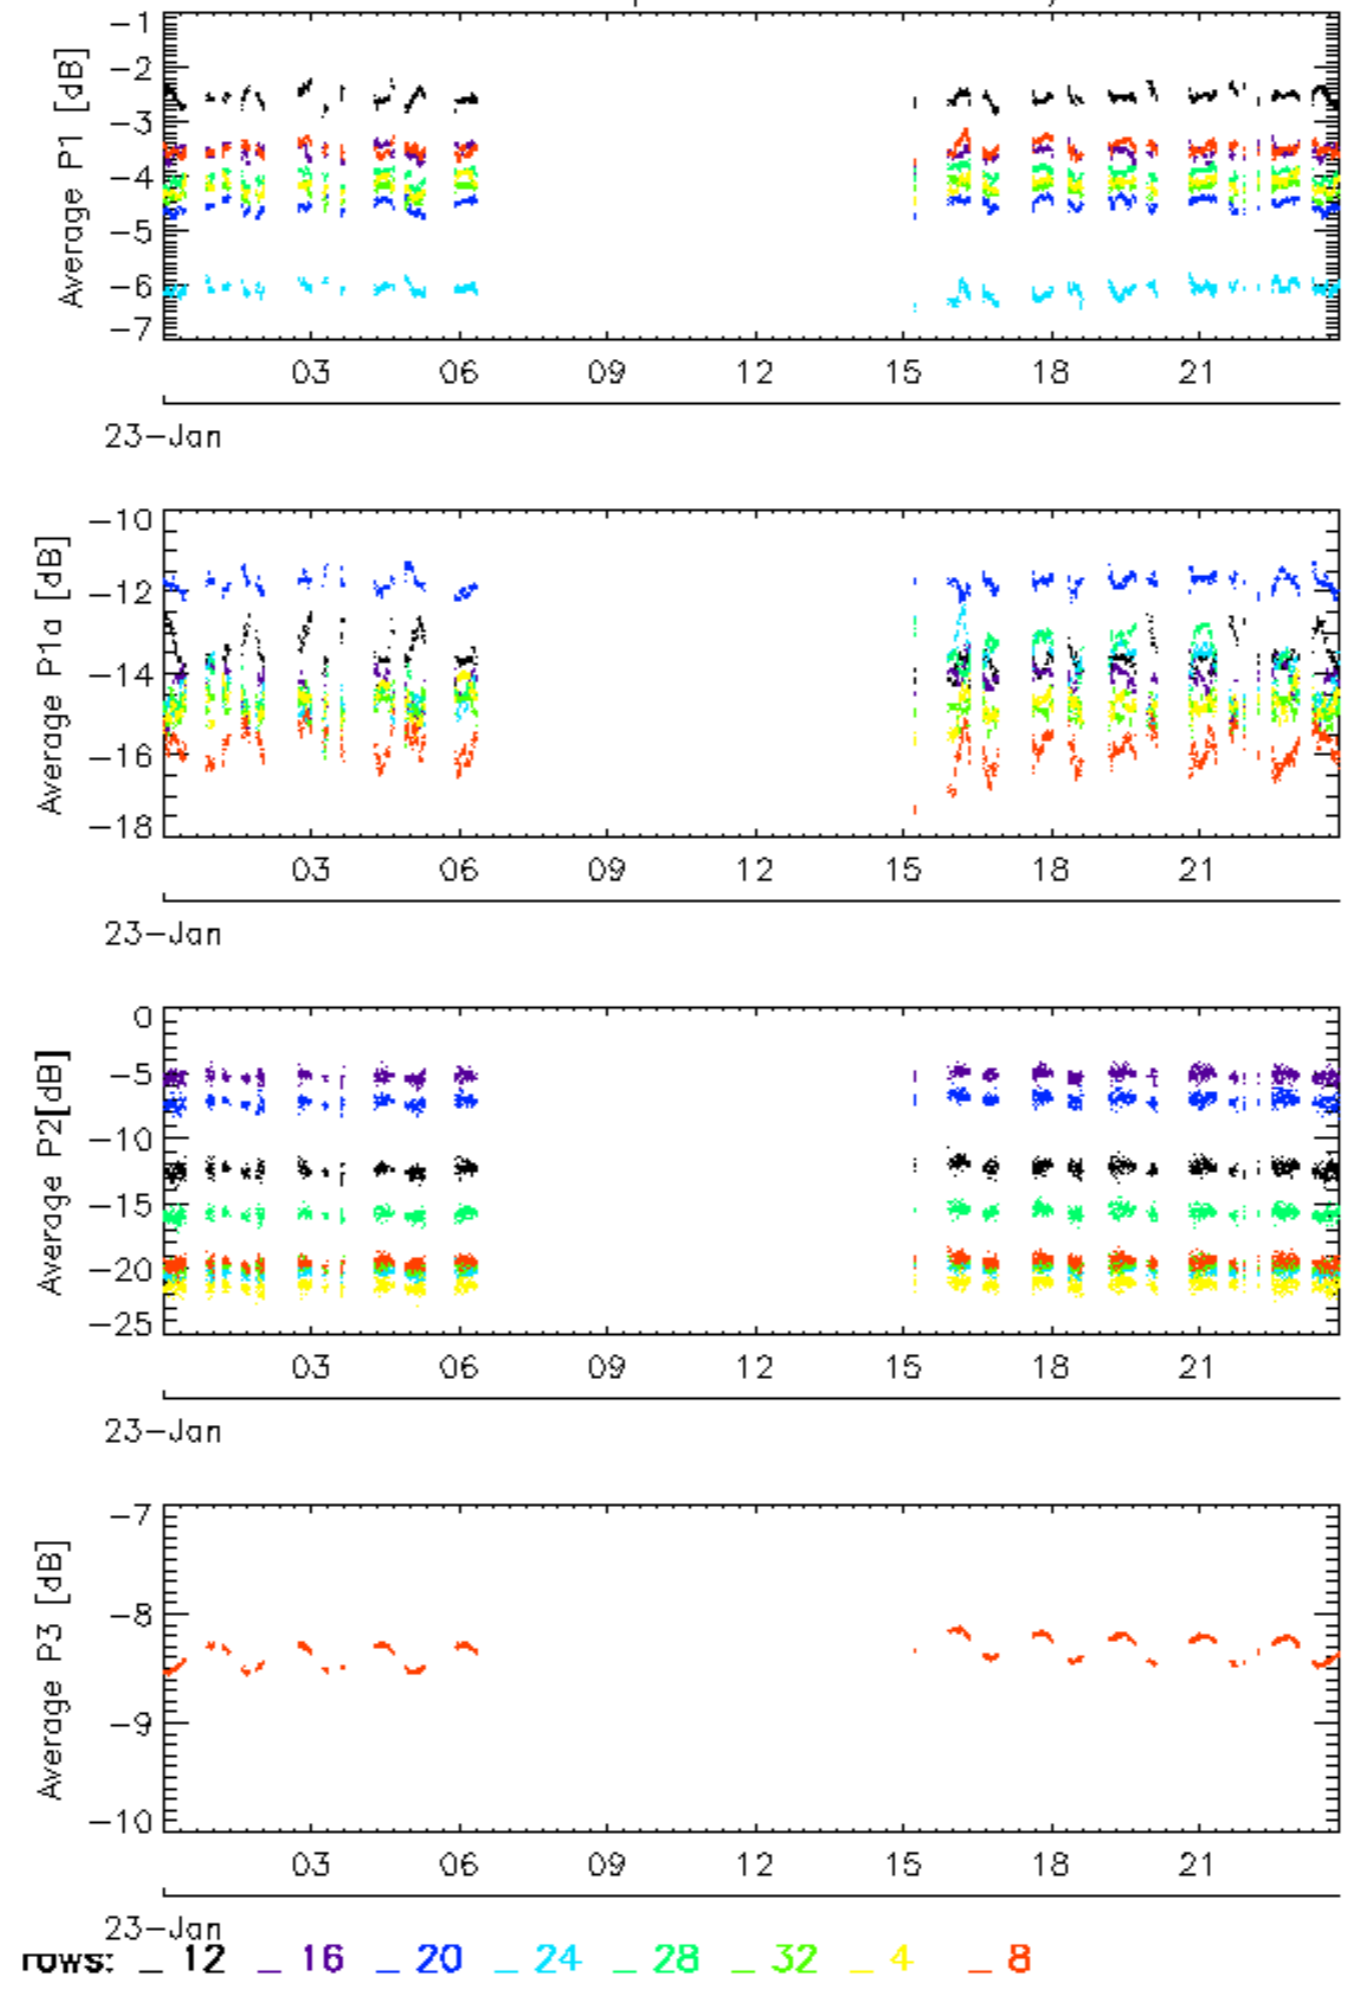 Average P1 [dB]
−1
−2
−3
−4
−5
−6
−7
03 06 09 12 15 18 21
23−Jan
Average P1a [dB]
−10
−12
−14
−16
−18
03 06 09 12 15 18 21
23−Jan
Average P2[dB]
0
−5
−10
−15
−20
−25
03 06 09 12 15 18 21
23−Jan
Average P3 [dB]
−7
−8
−9
−10
03 06 09 12 15 18 21
23−Jan
rows: _ 12 _ 16 _ 20 _ 24 _ 28 _ 32 _ 4 _ 8